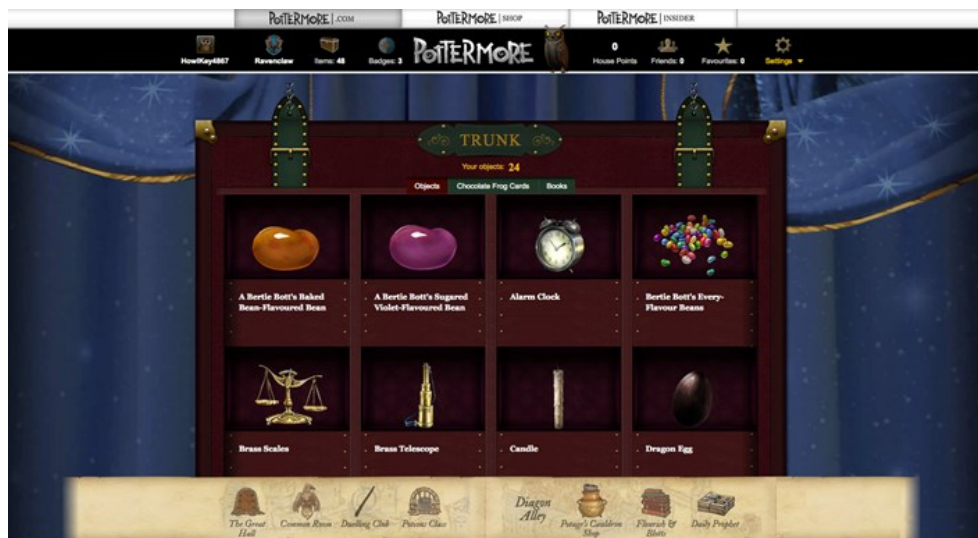 POTTERMORE .COM
POTTERMORE SHOP
POTTERMORE INSIDER
HowlKey4867
Ravenclaw
Items: 48
Badges: 3
POTTERMORE
0
House Points
Friends: 0
Favourites: 0
Settings
TRUNK
Your objects: 24
Objects
Chocolate Frog Cards
Books
A Bertie Bott's Baked
Bean-Flavoured Bean
A Bertie Bott's Sugared
Violet-Flavoured Bean
Alarm Clock
Bertie Bott's Every-
Flavour Beans
Brass Scales
Brass Telescope
Candle
Dragon Egg
The Great
Hall
Common Room
Duelling Club
Potions Class
Diagon
Alley
Potage's Cauldron
Shop
Flourish &
Blotts
Daily Prophet